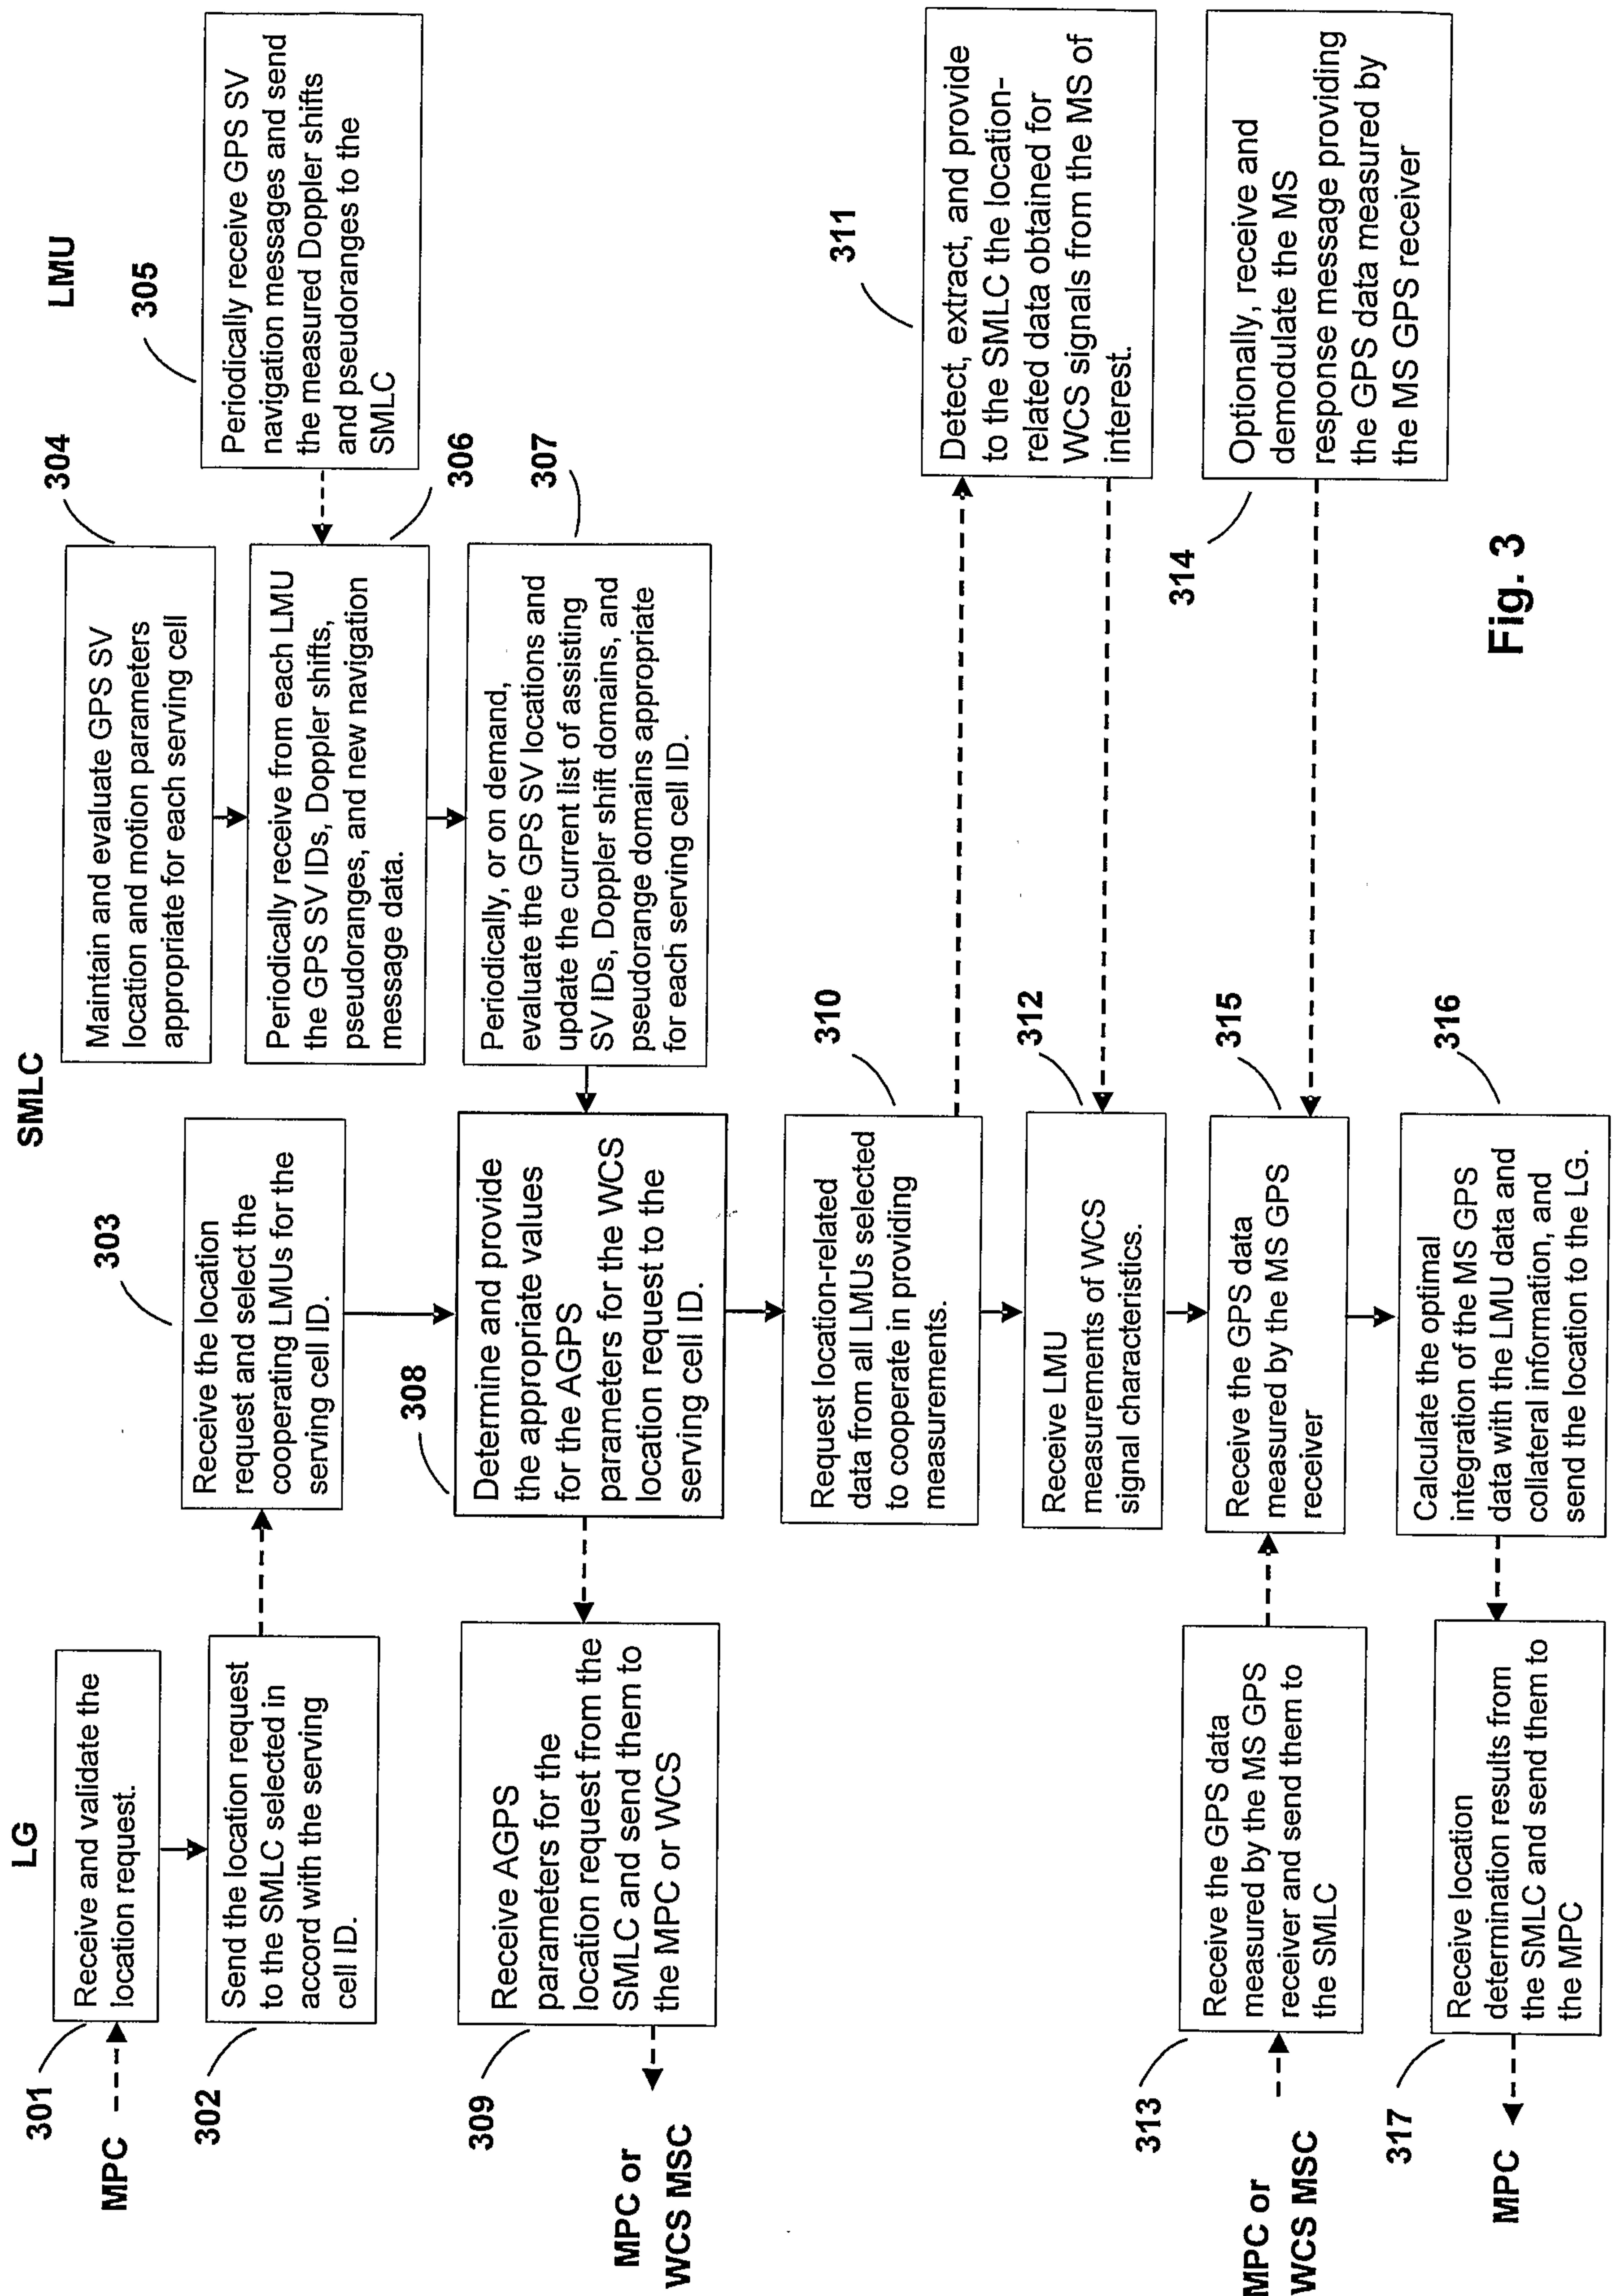 LG
SMLC
LMU
301
MPC
Receive and validate the
location request.
302
Send the location request
to the SMLC selected in
accord with the serving
cell ID.
303
Receive the location
request and select the
cooperating LMUs for the
serving cell ID.
304
Maintain and evaluate GPS SV
location and motion parameters
appropriate for each serving cell
305
Periodically receive GPS SV
navigation messages and send
the measured Doppler shifts
and pseudoranges to the
SMLC
306
Periodically receive from each LMU
the GPS SV IDs, Doppler shifts,
pseudoranges, and new navigation
message data.
307
Periodically, or on demand,
evaluate the GPS SV locations and
update the current list of assisting
SV IDs, Doppler shift domains, and
pseudorange domains appropriate
for each serving cell ID.
308
Determine and provide
the appropriate values
for the AGPS
parameters for the WCS
location request to the
serving cell ID.
309
Receive AGPS
parameters for the
location request from the
SMLC and send them to
the MPC or WCS
MPC or
WCS MSC
310
Request location-related
data from all LMUs selected
to cooperate in providing
measurements.
311
Detect, extract, and provide
to the SMLC the location-
related data obtained for
WCS signals from the MS of
interest.
312
Receive LMU
measurements of WCS
signal characteristics.
313
MPC or
WCS MSC
Receive the GPS data
measured by the MS GPS
receiver and send them to
the SMLC
314
Optionally, receive and
demodulate the MS
response message providing
the GPS data measured by
the MS GPS receiver
315
Receive the GPS data
measured by the MS GPS
receiver
316
Calculate the optimal
integration of the MS GPS
data with the LMU data and
collateral information, and
send the location to the LG.
317
MPC
Receive location
determination results from
the SMLC and send them to
the MPC
Fig. 3